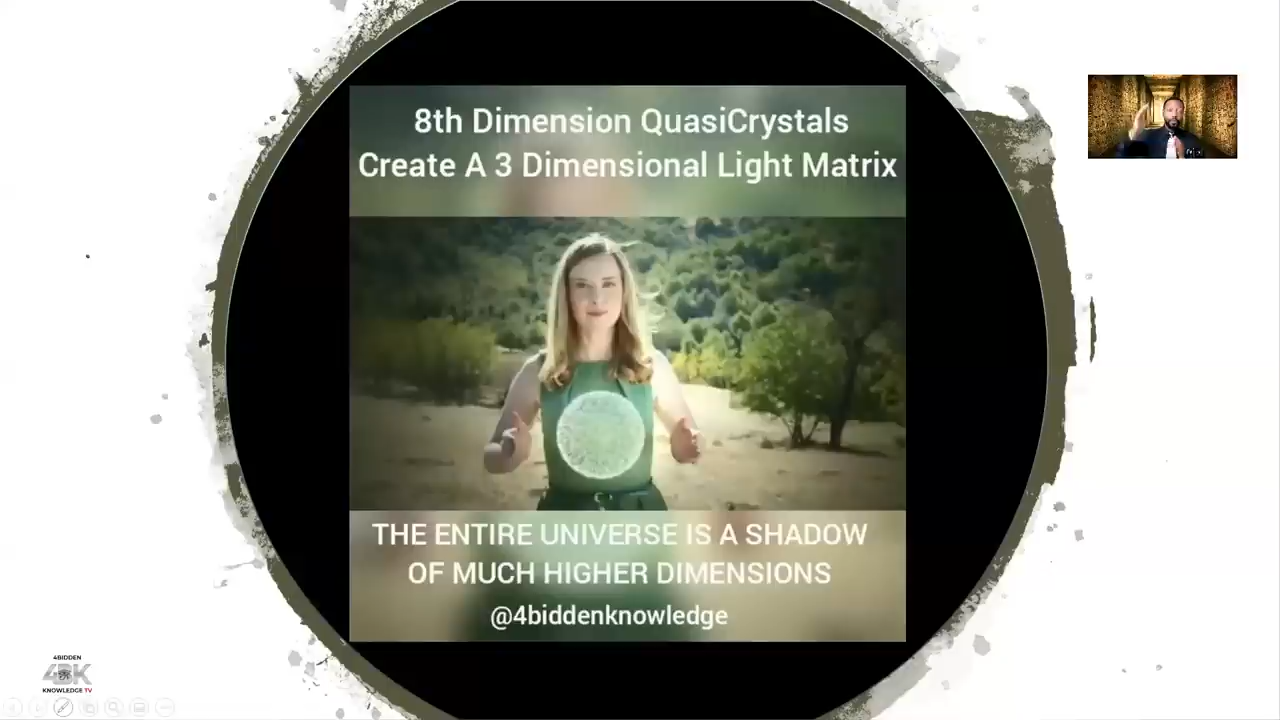 8th Dimension QuasiCrystals
Create A 3 Dimensional Light Matrix
THE ENTIRE UNIVERSE IS A SHADOW
OF MUCH HIGHER DIMENSIONS
@4biddenknowledge
4BIDDEN
4BK
KNOWLEDGE TV